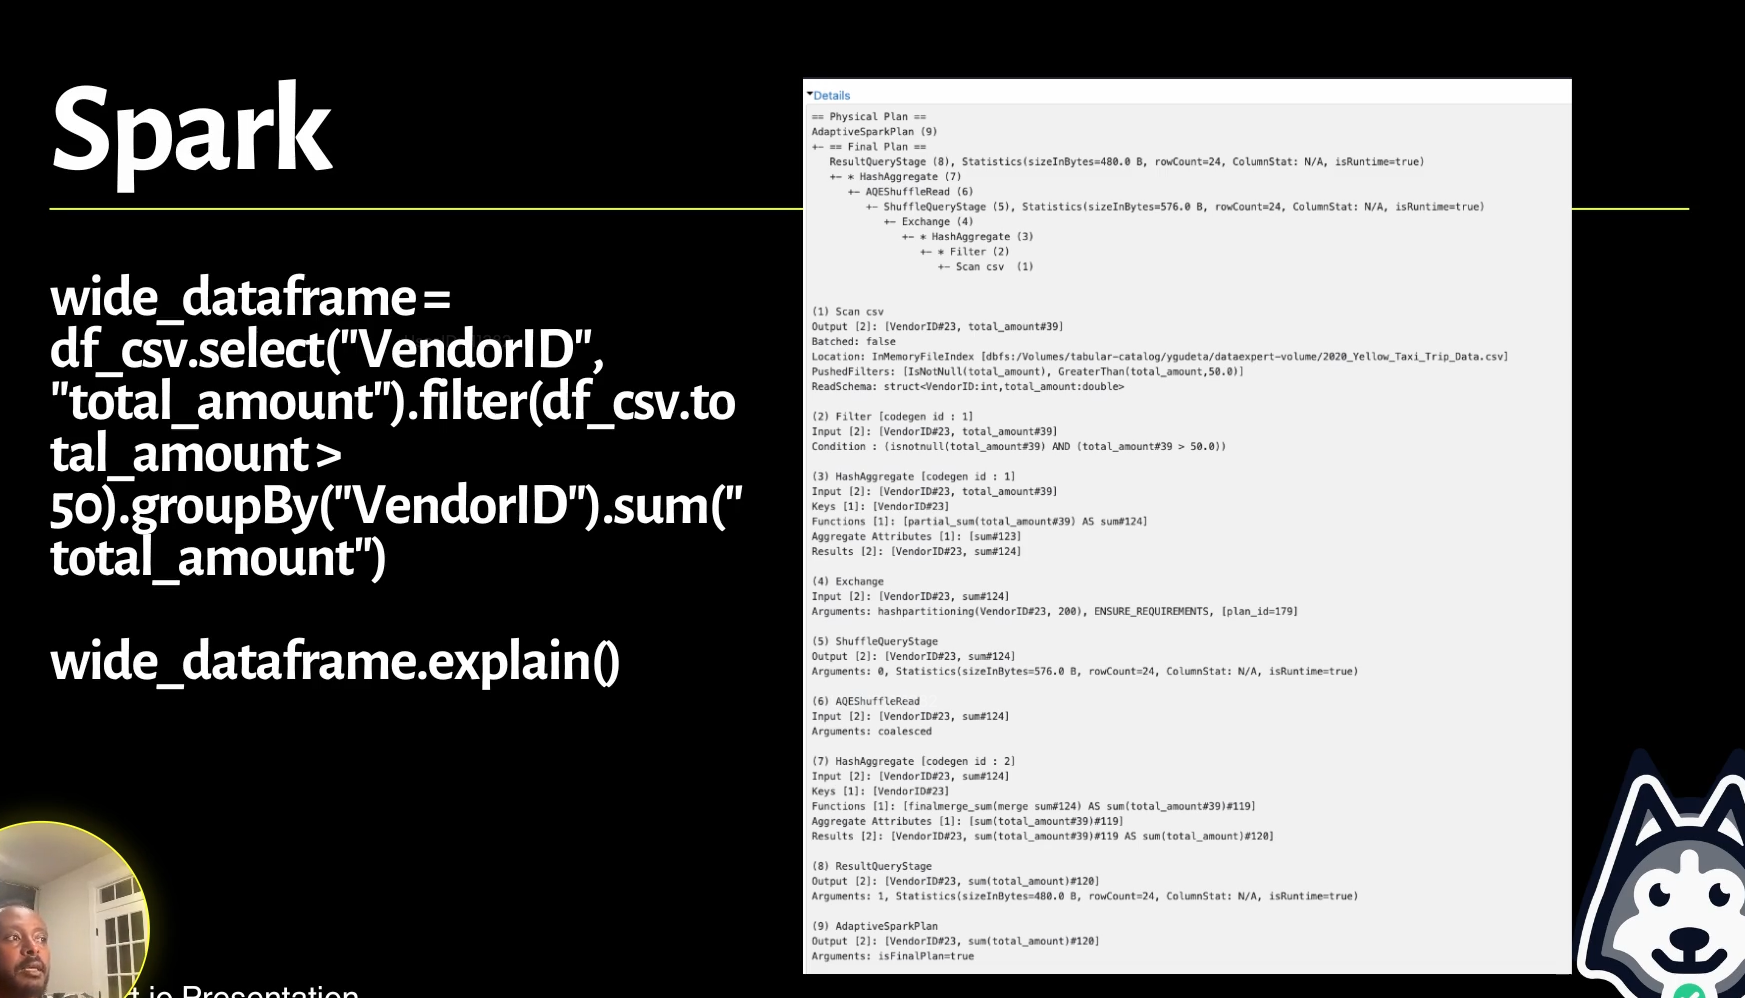 Spark
wide_dataframe =
df_csv.select("VendorID",
"total_amount").filter(df_csv.to
tal_amount >
50).groupBy("VendorID").sum("
total_amount")
wide_dataframe.explain()
Details
== Physical Plan ==
AdaptiveSparkPlan (9)
+- == Final Plan ==
ResultQueryStage (8), Statistics(sizeInBytes=480.0 B, rowCount=24, ColumnStat: N/A, isRuntime=true)
+- * HashAggregate (7)
+- AQEShuffleRead (6)
+- ShuffleQueryStage (5), Statistics(sizeInBytes=576.0 B, rowCount=24, ColumnStat: N/A, isRuntime=true)
+- Exchange (4)
+- * HashAggregate (3)
+- * Filter (2)
+- Scan csv  (1)
(1) Scan csv
Output [2]: [VendorID#23, total_amount#39]
Batched: false
Location: InMemoryFileIndex [dbfs:/Volumes/tabular-catalog/ygudeta/dataexpert-volume/2020_Yellow_Taxi_Trip_Data.csv]
PushedFilters: [IsNotNull(total_amount), GreaterThan(total_amount,50.0)]
ReadSchema: struct<VendorID:int,total_amount:double>
(2) Filter [codegen id : 1]
Input [2]: [VendorID#23, total_amount#39]
Condition : (isnotnull(total_amount#39) AND (total_amount#39 > 50.0))
(3) HashAggregate [codegen id : 1]
Input [2]: [VendorID#23, total_amount#39]
Keys [1]: [VendorID#23]
Functions [1]: [partial_sum(total_amount#39) AS sum#124]
Aggregate Attributes [1]: [sum#123]
Results [2]: [VendorID#23, sum#124]
(4) Exchange
Input [2]: [VendorID#23, sum#124]
Arguments: hashpartitioning(VendorID#23, 200), ENSURE_REQUIREMENTS, [plan_id=179]
(5) ShuffleQueryStage
Output [2]: [VendorID#23, sum#124]
Arguments: 0, Statistics(sizeInBytes=576.0 B, rowCount=24, ColumnStat: N/A, isRuntime=true)
(6) AQEShuffleRead
Input [2]: [VendorID#23, sum#124]
Arguments: coalesced
(7) HashAggregate [codegen id : 2]
Input [2]: [VendorID#23, sum#124]
Keys [1]: [VendorID#23]
Functions [1]: [finalmerge_sum(merge sum#124) AS sum(total_amount#39)#119]
Aggregate Attributes [1]: [sum(total_amount#39)#119]
Results [2]: [VendorID#23, sum(total_amount#39)#119 AS sum(total_amount)#120]
(8) ResultQueryStage
Output [2]: [VendorID#23, sum(total_amount)#120]
Arguments: 1, Statistics(sizeInBytes=480.0 B, rowCount=24, ColumnStat: N/A, isRuntime=true)
(9) AdaptiveSparkPlan
Output [2]: [VendorID#23, sum(total_amount)#120]
Arguments: isFinalPlan=true
t.io Presentation